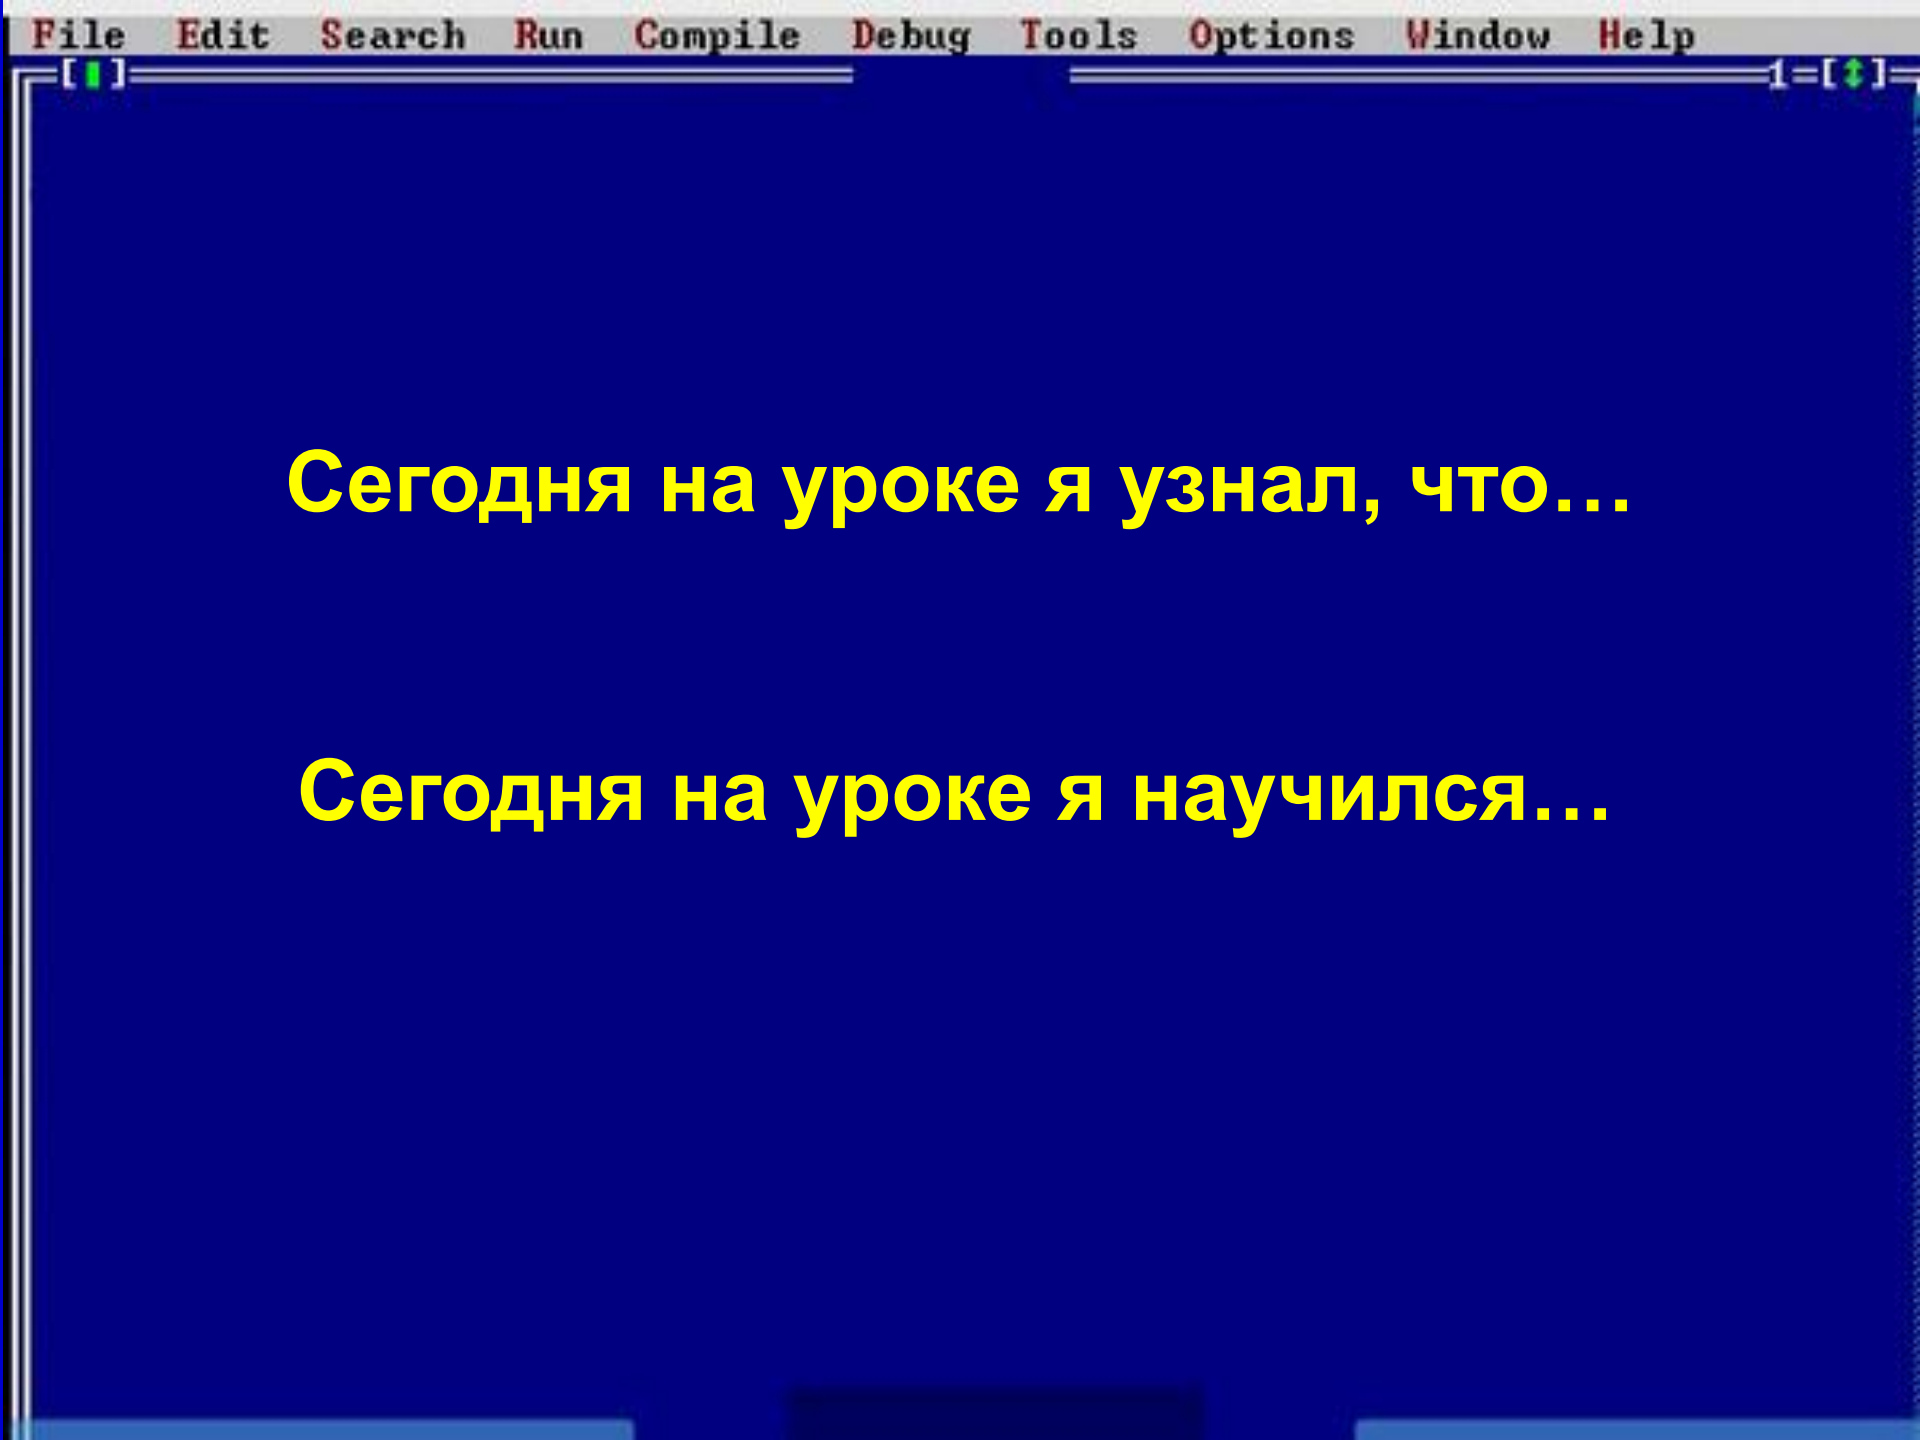 File Edit Search Run Compile Debug Tools Options Window Help
[▮] 1=[↕]
Сегодня на уроке я узнал, что…
Сегодня на уроке я научился…